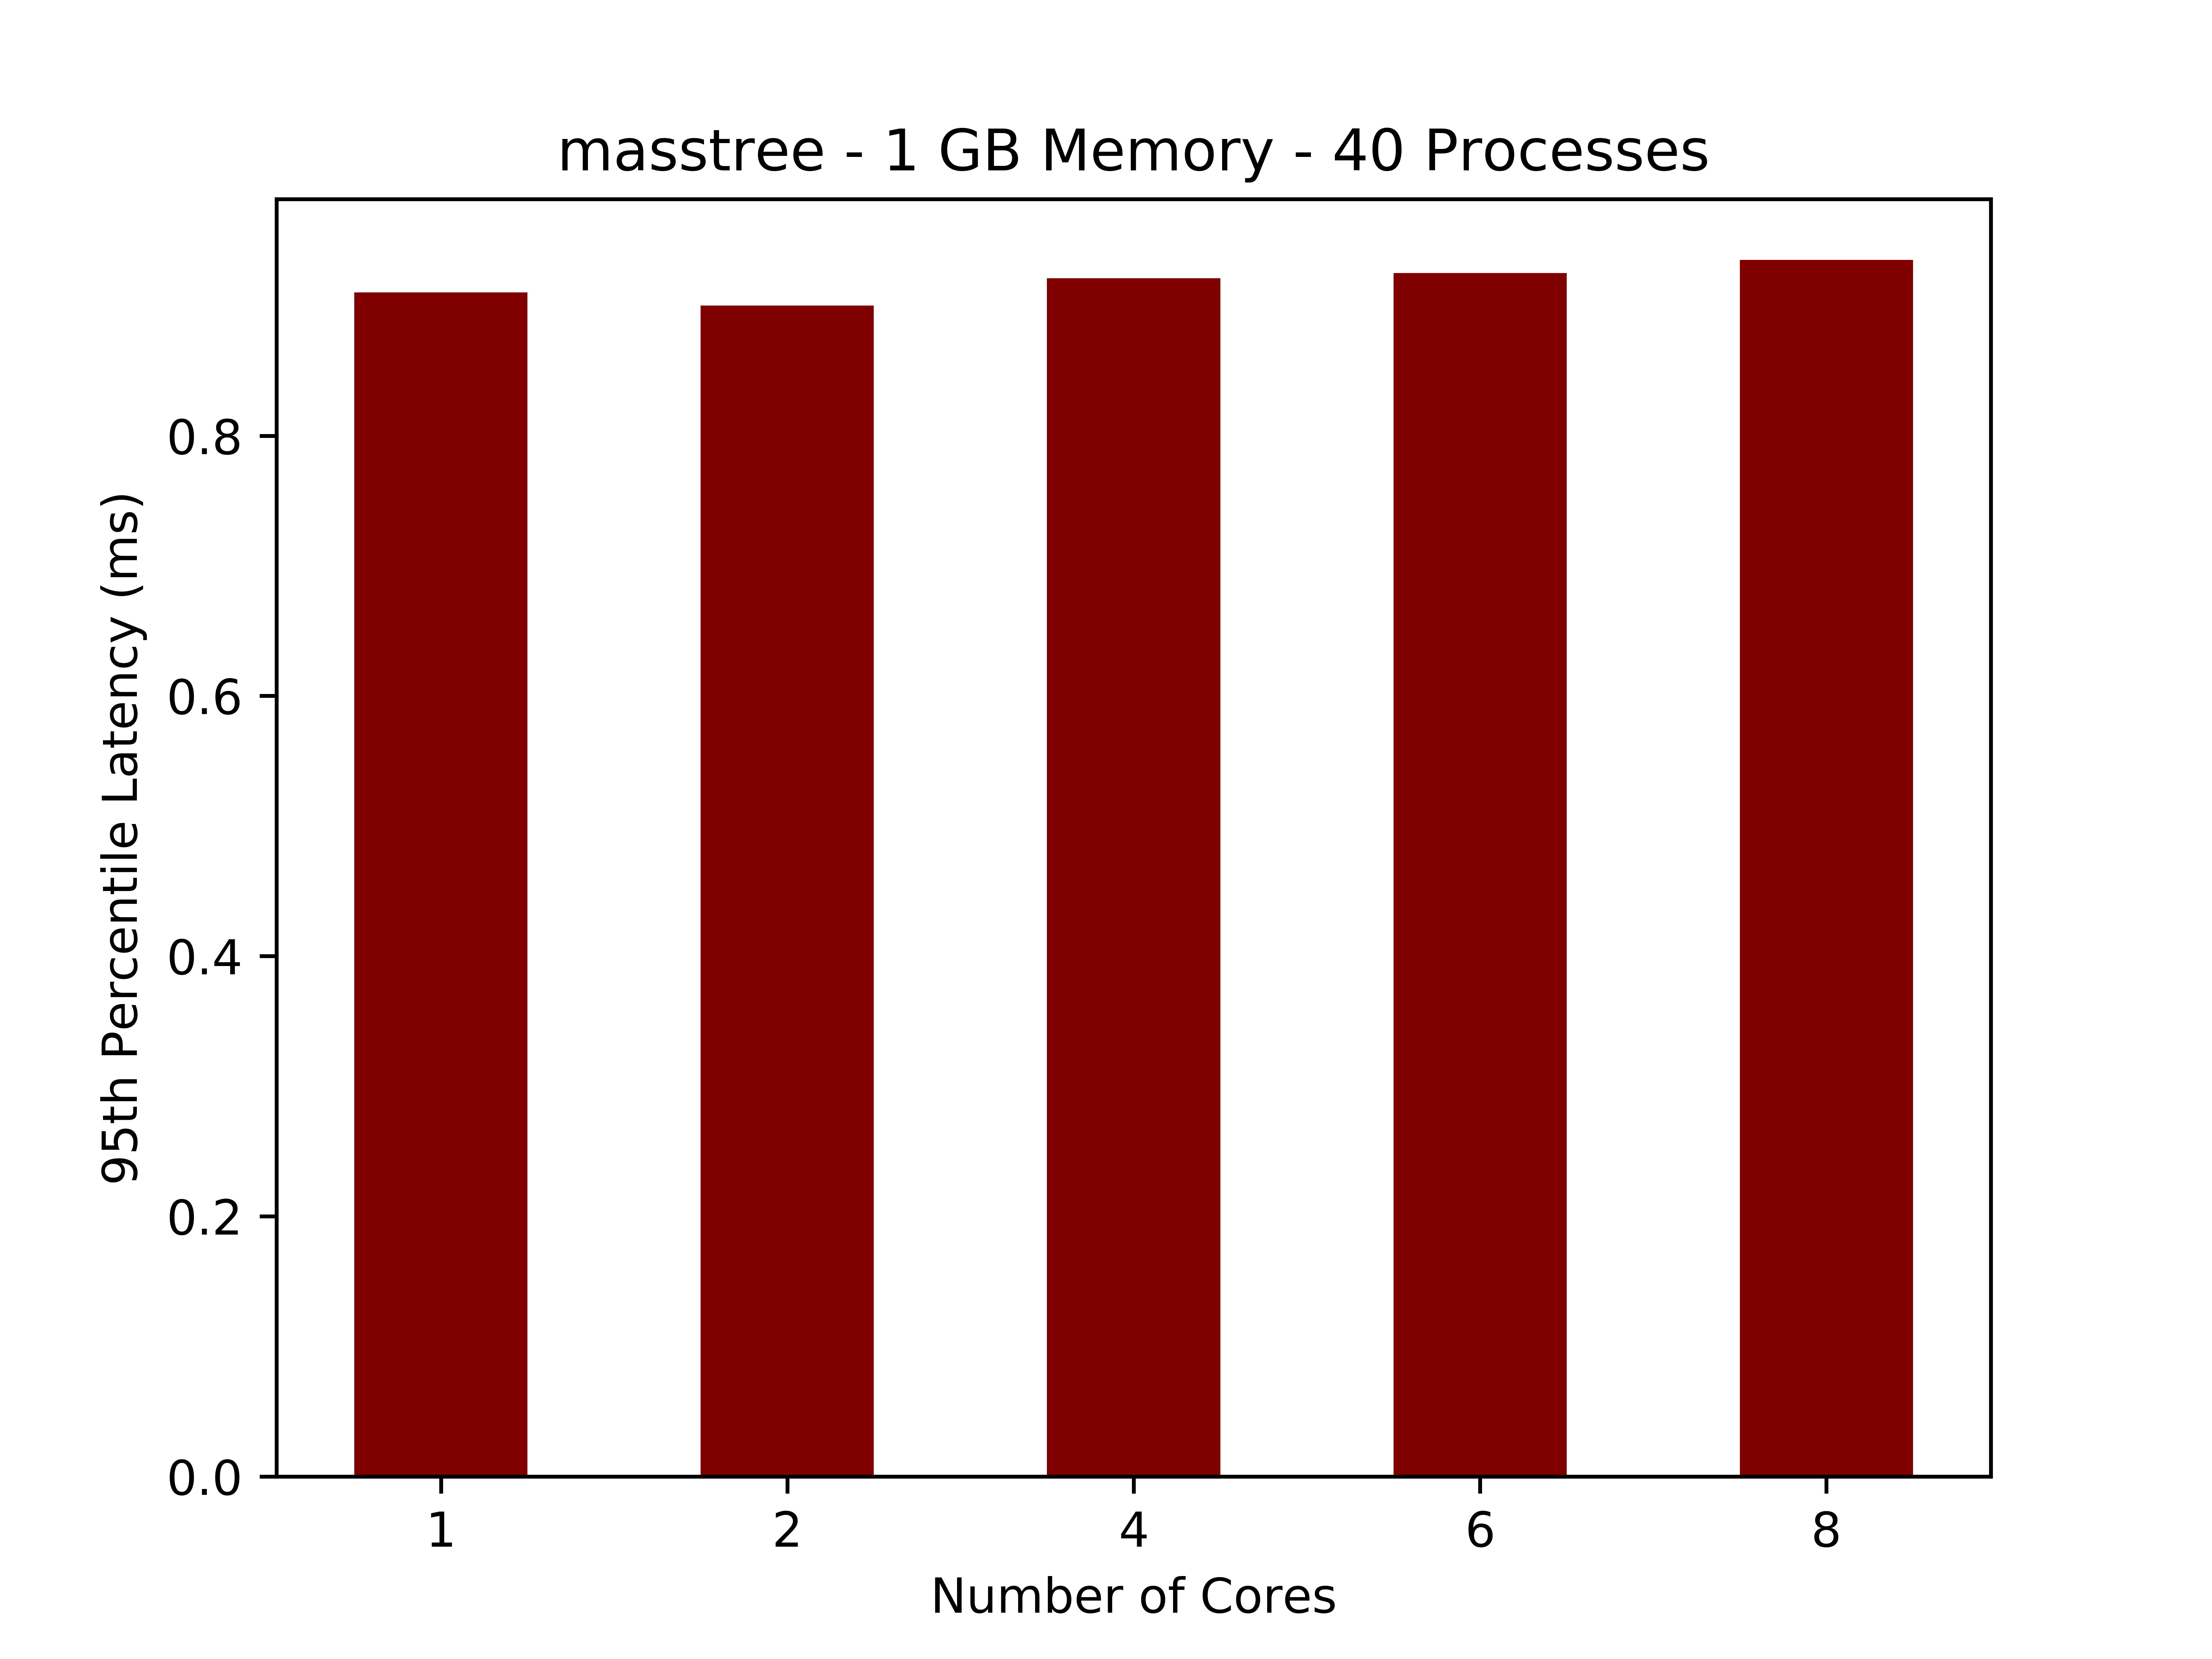 masstree - 1 GB Memory - 40 Processes
95th Percentile Latency (ms)
0.8
0.6
0.4
0.2
0.0
1 2 4 6 8
Number of Cores